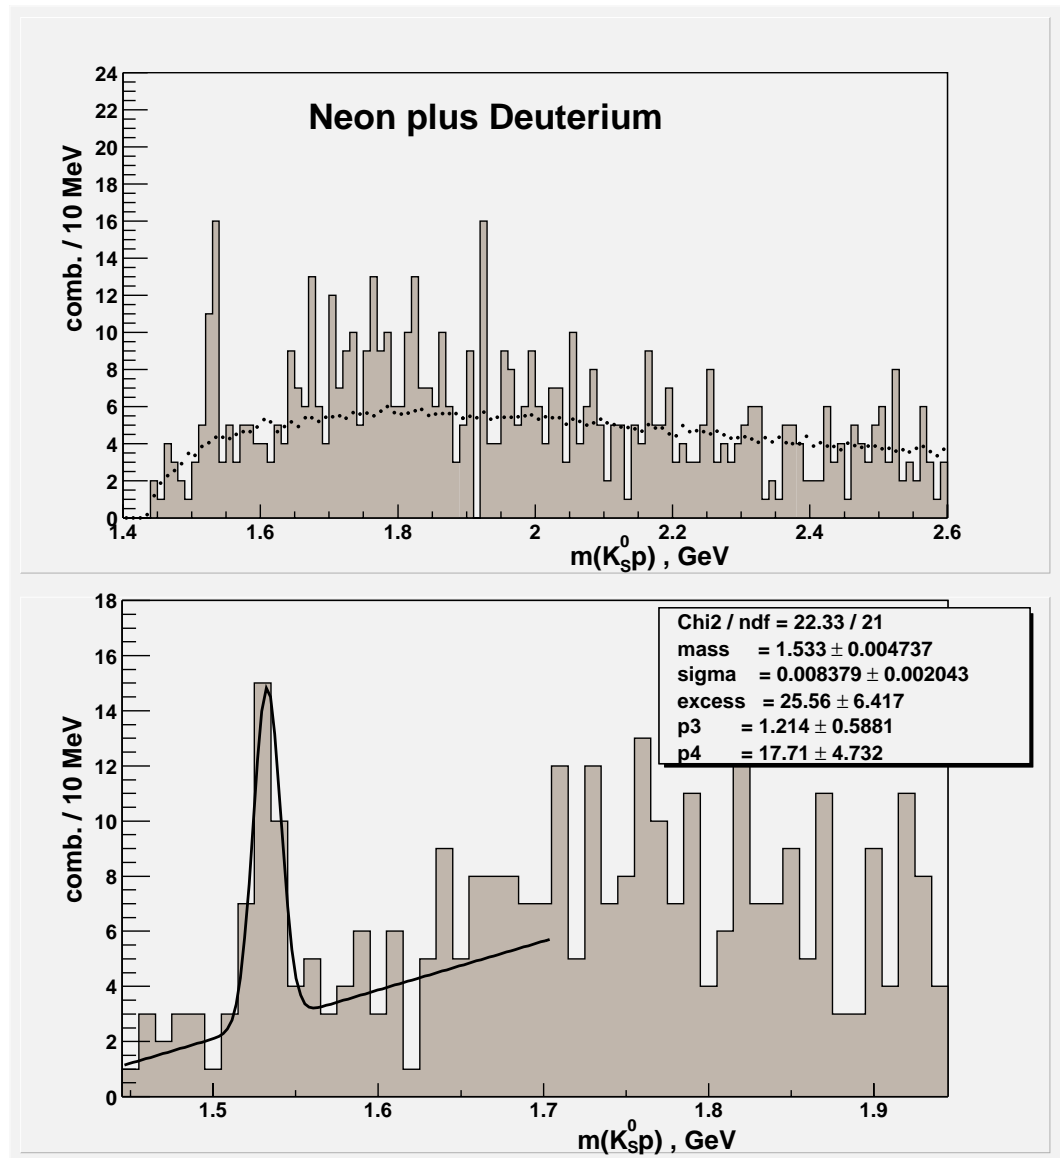 Neon plus Deuterium
comb. / 10 MeV
24
22
20
18
16
14
12
10
8
6
4
2
0
1.4 1.6 1.8 2 2.2 2.4 2.6
m(K⁰_S p) , GeV
comb. / 10 MeV
18
16
14
12
10
8
6
4
2
0
Chi2 / ndf = 22.33 / 21
mass = 1.533 ± 0.004737
sigma = 0.008379 ± 0.002043
excess = 25.56 ± 6.417
p3 = 1.214 ± 0.5881
p4 = 17.71 ± 4.732
1.5 1.6 1.7 1.8 1.9
m(K⁰_S p) , GeV